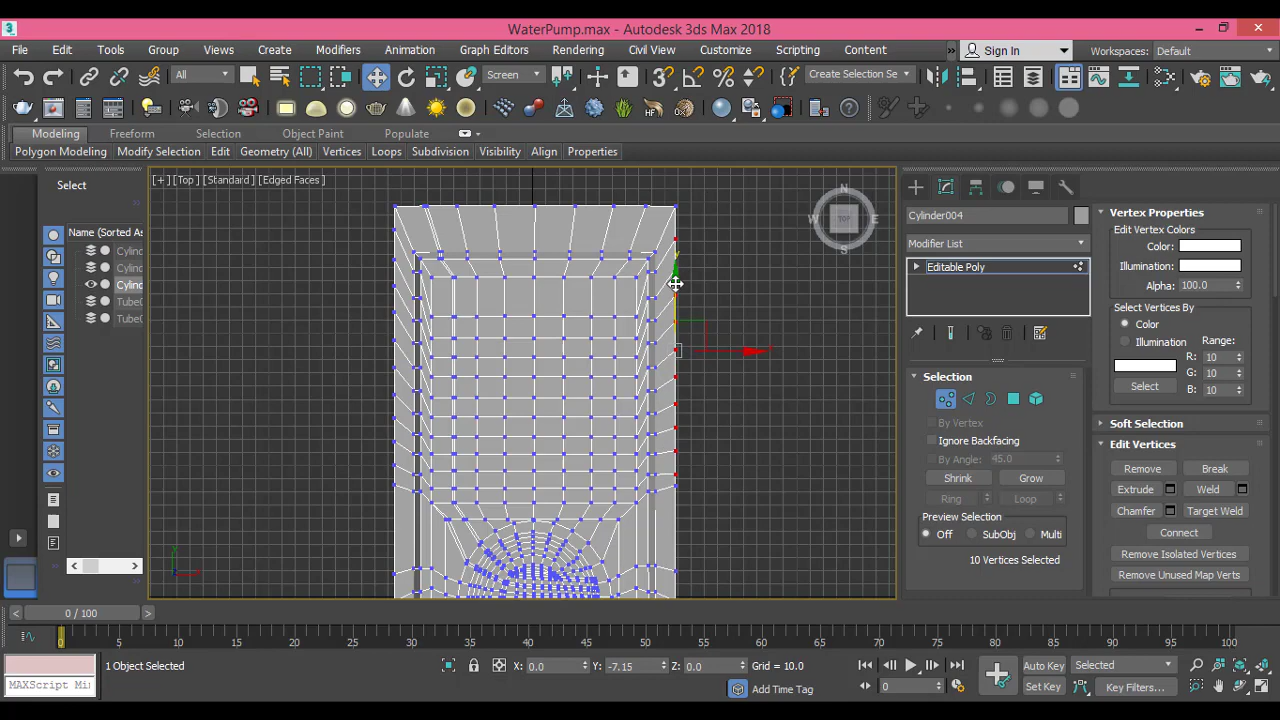 WaterPump.max - Autodesk 3ds Max 2018
File Edit Tools Group Views Create Modifiers Animation Graph Editors Rendering Civil View Customize Scripting Content » Sign In Workspaces: Default
All Screen Create Selection Se
Modeling Freeform Selection Object Paint Populate
Polygon Modeling Modify Selection Edit Geometry (All) Vertices Loops Subdivision Visibility Align Properties
[+] [Top] [Standard] [Edged Faces]
Select
Name (Sorted As
Cylind
Cylind
Cylind
Tube0
Tube0
N
W TOP E
S
y
Y
Cylinder004
Modifier List
Editable Poly
Selection
By Vertex
Ignore Backfacing
By Angle: 45.0
Shrink Grow
Ring Loop
Preview Selection
Off SubObj Multi
10 Vertices Selected
Vertex Properties
Edit Vertex Colors
Color:
Illumination:
Alpha: 100.0
Select Vertices By
Color
Illumination Range:
R: 10
G: 10
B: 10
Select
Soft Selection
Edit Vertices
Remove Break
Extrude Weld
Chamfer Target Weld
Connect
Remove Isolated Vertices
Remove Unused Map Verts
0 / 100
0 5 10 15 20 25 30 35 40 45 50 55 60 65 70 75 80 85 90 95 100
1 Object Selected X: 0.0 Y: -7.15 Z: 0.0 Grid = 10.0 Auto Key Selected
MAXScript Mi Add Time Tag 0 Set Key Key Filters...